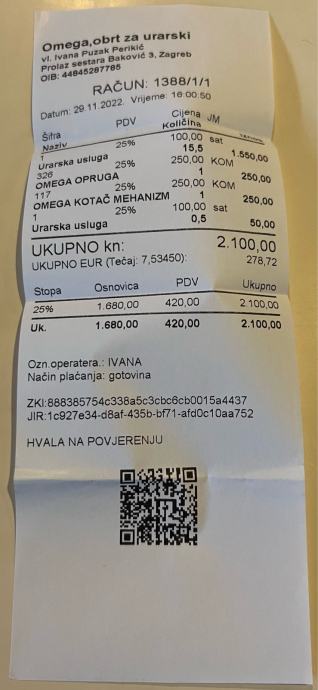 Omega,obrt za urarski
vl. Ivana Puzak Perikić
Prolaz sestara Baković 3, Zagreb
OIB: 44845287785
RAČUN: 1388/1/1
Datum: 29.11.2022. Vrijeme: 16:00:50
Šifra PDV Cijena JM
Naziv Količina
1 25% 100,00 sat
Urarska usluga 15,5 1.550,00
326 25% 250,00 KOM
OMEGA OPRUGA 1 250,00
117 25% 250,00 KOM
OMEGA KOTAČ MEHANIZM 1 250,00
1 25% 100,00 sat
Urarska usluga 0,5 50,00
UKUPNO kn: 2.100,00
UKUPNO EUR (Tečaj: 7,53450): 278,72
Stopa Osnovica PDV Ukupno
25% 1.680,00 420,00 2.100,00
Uk. 1.680,00 420,00 2.100,00
Ozn.operatera.: IVANA
Način plaćanja: gotovina
ZKI:888385754c338a5c3cbc6cb0015a4437
JIR:1c927e34-d8af-435b-bf71-afd0c10aa752
HVALA NA POVJERENJU